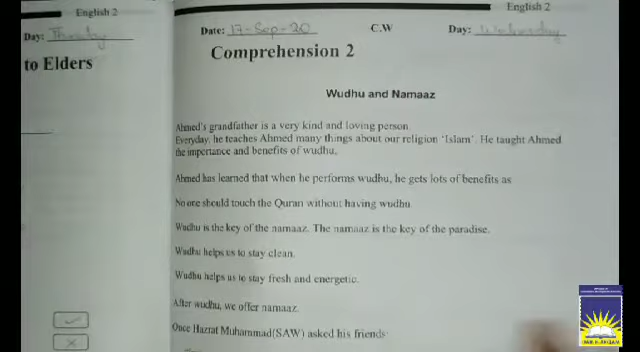 English 2
Day: Thursday
to Elders
English 2
Date: 17-Sep-20 C.W Day: Wednesday
Comprehension 2
Wudhu and Namaaz
Ahmed's grandfather is a very kind and loving person
Everyday, he teaches Ahmed many things about our religion 'Islam'. He taught Ahmed
the importance and benefits of wudhu.
Ahmed has learned that when he performs wudhu, he gets lots of benefits as
No one should touch the Quran without having wudhu
Wudhu is the key of the namaaz. The namaaz is the key of the paradise.
Wudhu helps us to stay clean.
Wudhu helps us to stay fresh and energetic.
After wudhu, we offer namaaz.
Once Hazrat Muhammad(SAW) asked his friends
DAR-UL-ARQAM